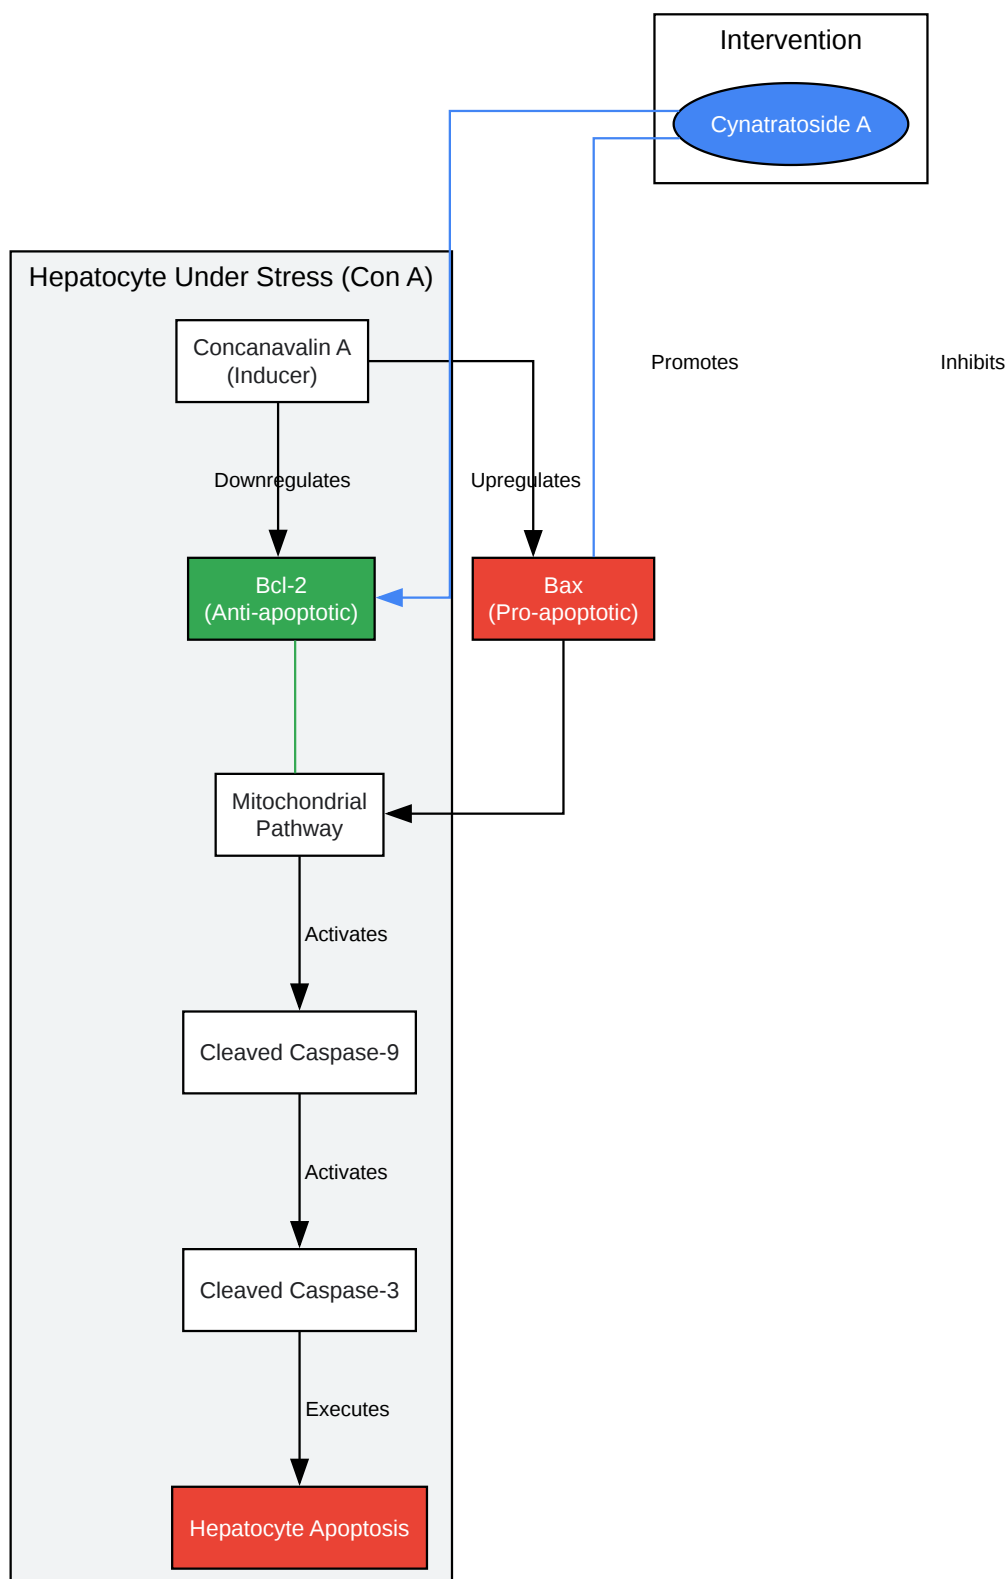 Intervention
Cynatratoside A
Hepatocyte Under Stress (Con A)
Concanavalin A
(Inducer)
Promotes
Inhibits
Downregulates
Upregulates
Bcl-2
(Anti-apoptotic)
Bax
(Pro-apoptotic)
Mitochondrial
Pathway
Activates
Cleaved Caspase-9
Activates
Cleaved Caspase-3
Executes
Hepatocyte Apoptosis